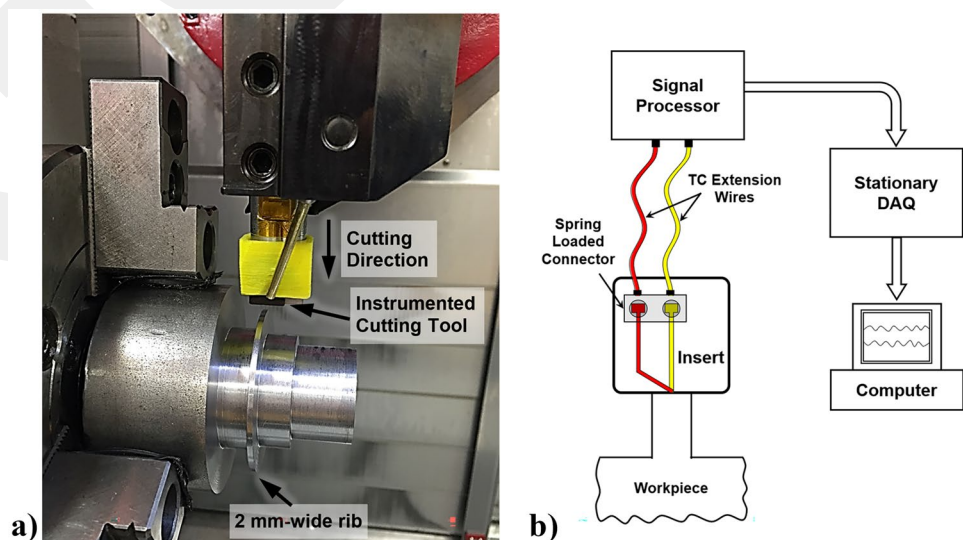 Cutting
Direction
Instrumented
Cutting Tool
2 mm-wide rib
a)
Signal
Processor
TC Extension
Wires
Spring
Loaded
Connector
Insert
Workpiece
Stationary
DAQ
Computer
b)